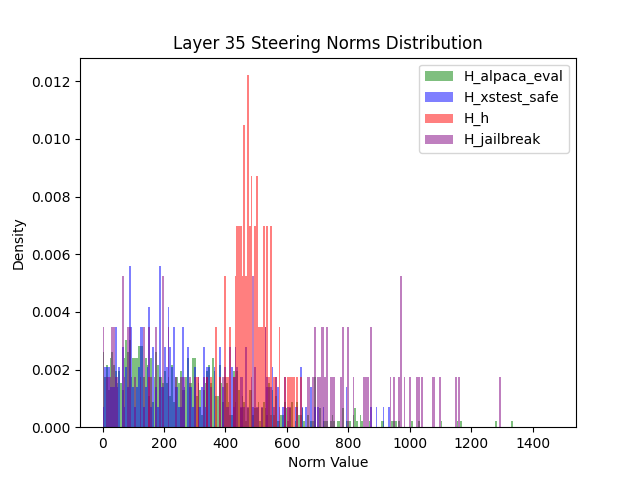 Layer 35 Steering Norms Distribution
H_alpaca_eval
H_xstest_safe
H_h
H_jailbreak
0.012
0.010
0.008
0.006
0.004
0.002
0.000
Density
0 200 400 600 800 1000 1200 1400
Norm Value